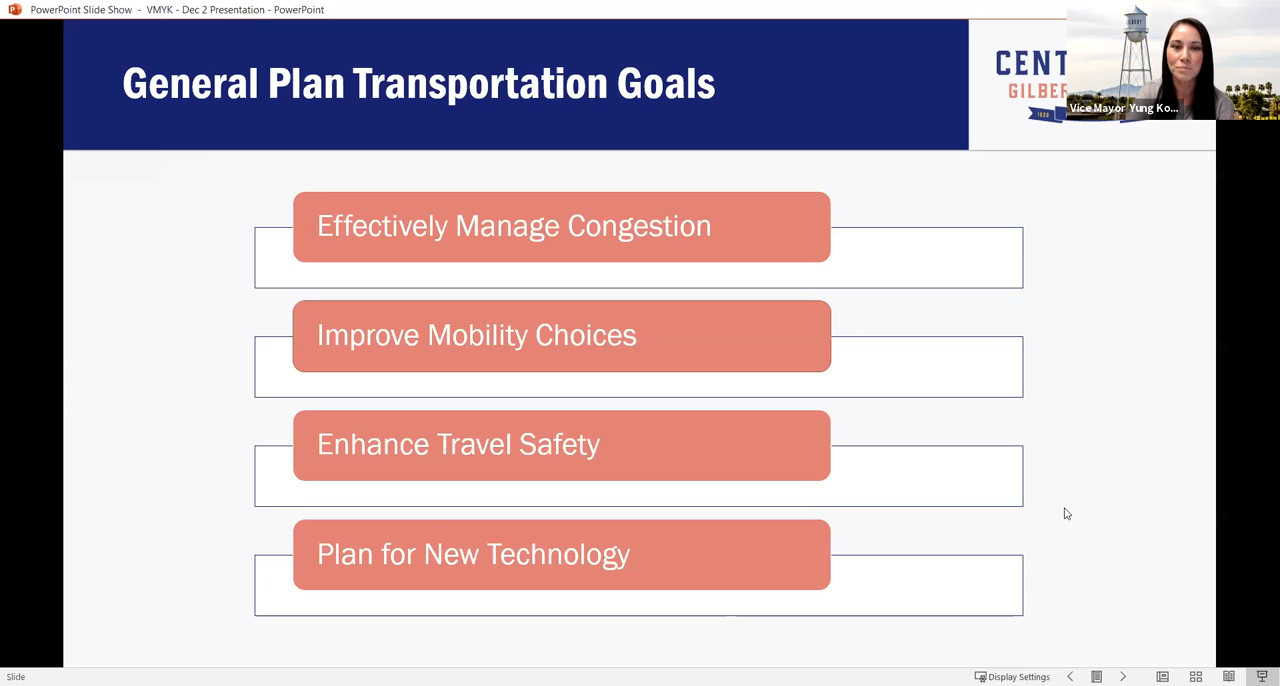 PowerPoint Slide Show - VMYK - Dec 2 Presentation - PowerPoint
General Plan Transportation Goals
CENT
GILBER
1920
Vice Mayor Yung Ko...
Effectively Manage Congestion
Improve Mobility Choices
Enhance Travel Safety
Plan for New Technology
Slide
Display Settings